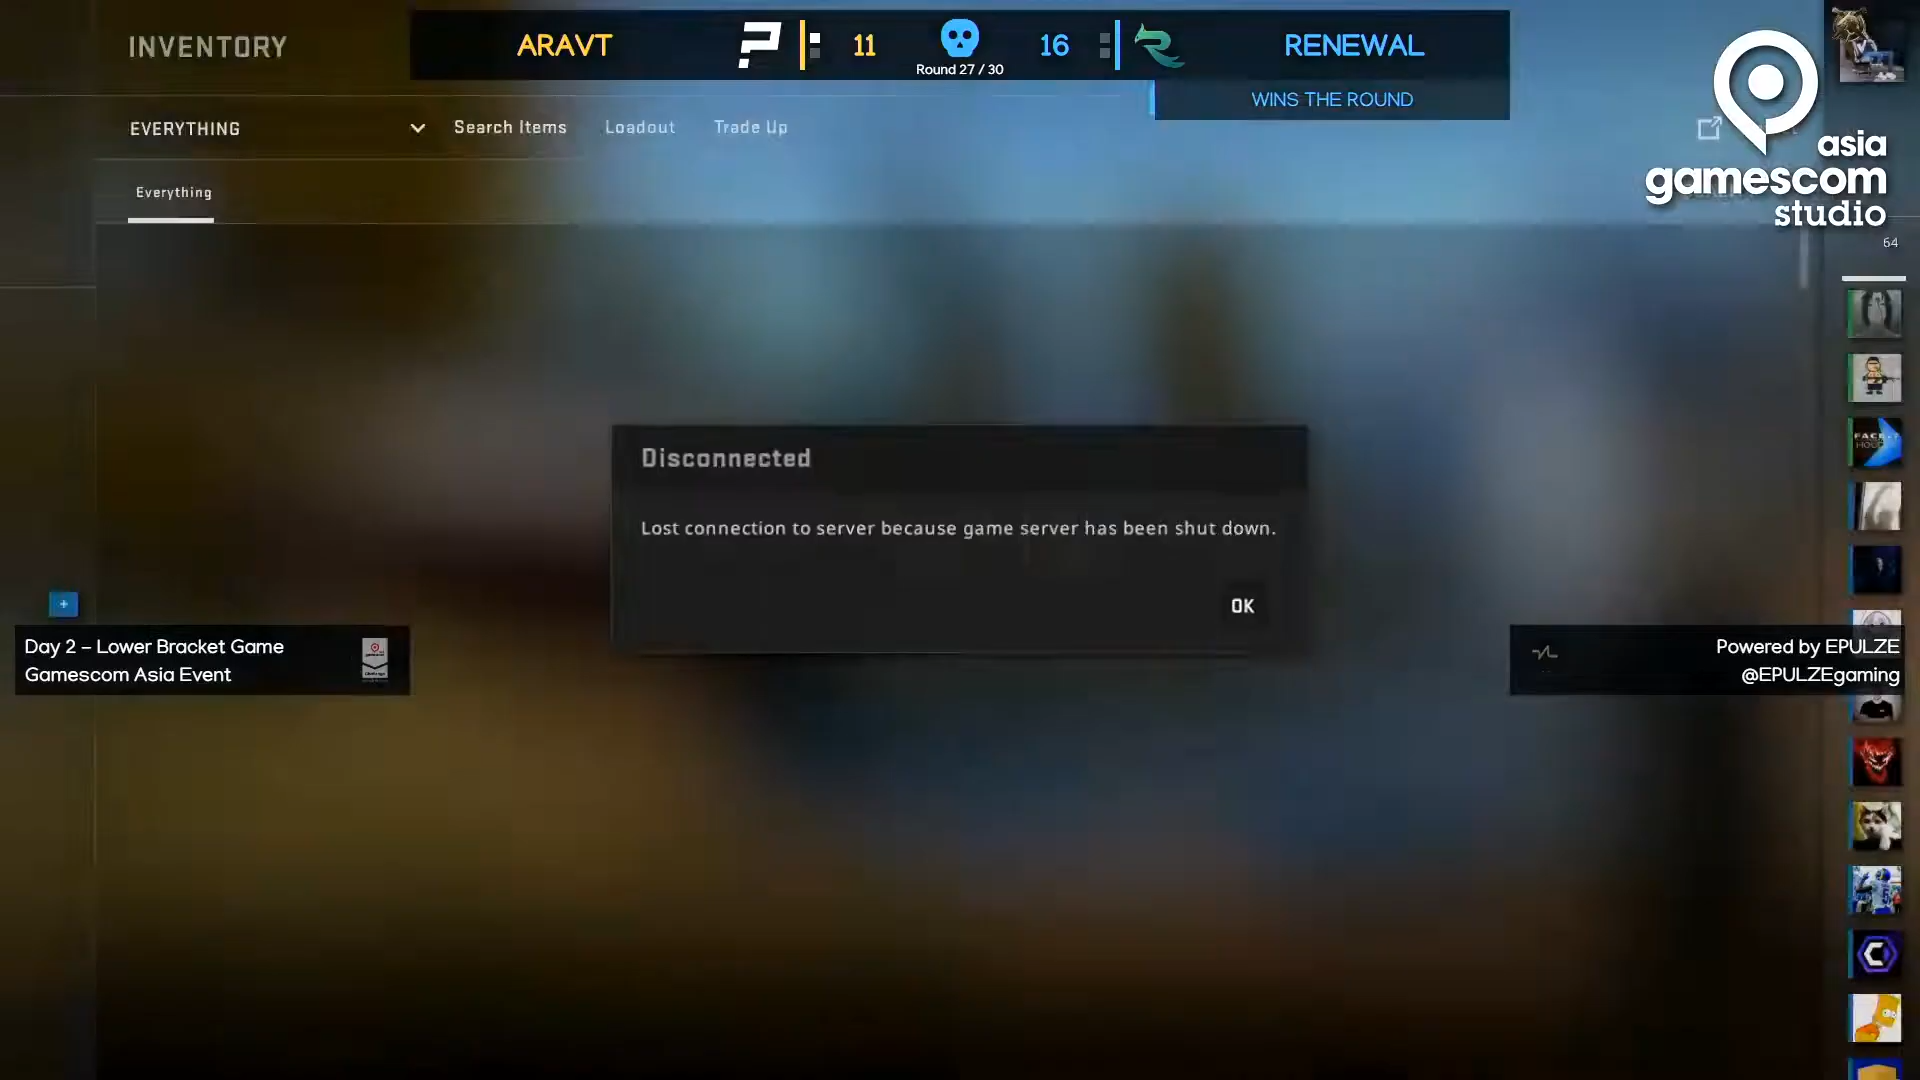 INVENTORY
ARAVT
11
Round 27 / 30
16
RENEWAL
WINS THE ROUND
EVERYTHING
Search Items
Loadout
Trade Up
asia
gamescom
studio
Everything
64
Disconnected
Lost connection to server because game server has been shut down.
OK
Day 2 – Lower Bracket Game
Gamescom Asia Event
Powered by EPULZE
@EPULZEgaming